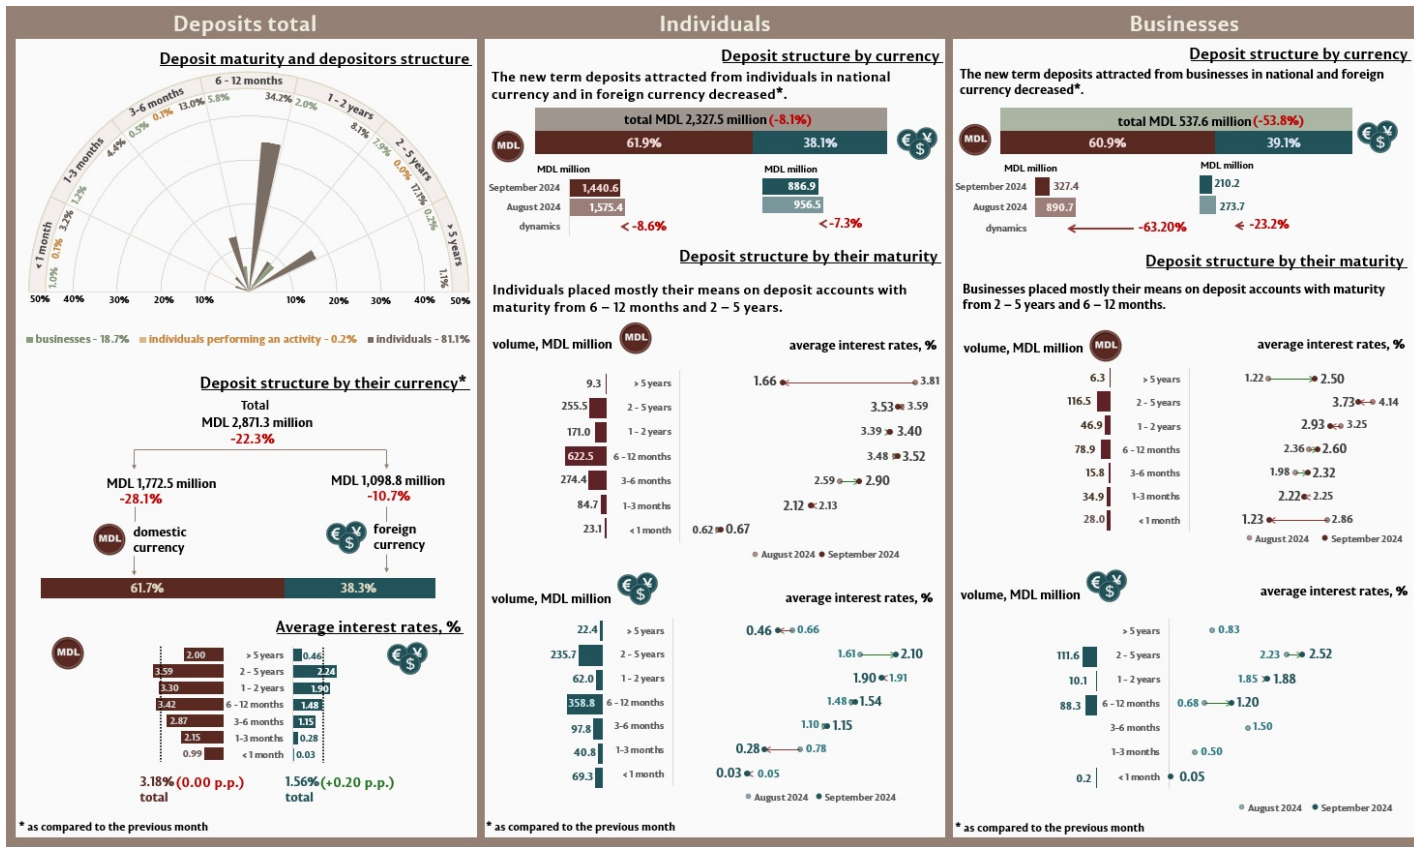 Deposits total
Deposit maturity and depositors structure
< 1 month
1-3 months
3-6 months
6 - 12 months
1 - 2 years
2 - 5 years
> 5 years
1.0%
0.1%
3.2%
1.2%
4.4%
0.5%
0.1%
13.0%
5.8%
34.2%
2.0%
8.1%
7.9%
0.0%
17.1%
0.2%
1.1%
50% 40% 30% 20% 10% 10% 20% 30% 40% 50%
businesses - 18.7% individuals performing an activity - 0.2% individuals - 81.1%
Deposit structure by their currency*
Total
MDL 2,871.3 million
-22.3%
MDL 1,772.5 million
-28.1%
MDL 1,098.8 million
-10.7%
MDL domestic
currency
€ ¥ $ foreign
currency
61.7% 38.3%
Average interest rates, %
MDL € ¥ $
2.00 > 5 years 0.46
3.59 2 - 5 years 2.24
3.30 1 - 2 years 1.90
3.42 6 - 12 months 1.48
2.87 3-6 months 1.15
2.15 1-3 months 0.28
0.99 < 1 month 0.03
3.18% (0.00 p.p.) 1.56% (+0.20 p.p.)
total total
* as compared to the previous month
Individuals
Deposit structure by currency
The new term deposits attracted from individuals in national
currency and in foreign currency decreased*.
total MDL 2,327.5 million (-8.1%)
MDL 61.9% 38.1% € ¥ $
MDL million MDL million
September 2024 1,440.6 886.9
August 2024 1,575.4 956.5
dynamics -8.6% -7.3%
Deposit structure by their maturity
Individuals placed mostly their means on deposit accounts with
maturity from 6 – 12 months and 2 – 5 years.
volume, MDL million MDL average interest rates, %
9.3 > 5 years 1.66 3.81
255.5 2 - 5 years 3.53 3.59
171.0 1 - 2 years 3.39 3.40
622.5 6 - 12 months 3.48 3.52
274.4 3-6 months 2.59 2.90
84.7 1-3 months 2.12 2.13
23.1 < 1 month 0.62 0.67
August 2024 September 2024
volume, MDL million € ¥ $ average interest rates, %
22.4 > 5 years 0.46 0.66
235.7 2 - 5 years 1.61 2.10
62.0 1 - 2 years 1.90 1.91
358.8 6 - 12 months 1.48 1.54
97.8 3-6 months 1.10 1.15
40.8 1-3 months 0.28 0.78
69.3 < 1 month 0.03 0.05
August 2024 September 2024
* as compared to the previous month
Businesses
Deposit structure by currency
The new term deposits attracted from businesses in national and foreign
currency decreased*.
total MDL 537.6 million (-53.8%)
MDL 60.9% 39.1% € ¥ $
MDL million MDL million
September 2024 327.4 210.2
August 2024 890.7 273.7
dynamics -63.20% -23.2%
Deposit structure by their maturity
Businesses placed mostly their means on deposit accounts with maturity
from 2 – 5 years and 6 – 12 months.
volume, MDL million MDL average interest rates, %
6.3 > 5 years 1.22 2.50
116.5 2 - 5 years 3.73 4.14
46.9 1 - 2 years 2.93 3.25
78.9 6 - 12 months 2.36 2.60
15.8 3-6 months 1.98 2.32
34.9 1-3 months 2.22 2.25
28.0 < 1 month 1.23 2.86
August 2024 September 2024
volume, MDL million € ¥ $ average interest rates, %
> 5 years 0.83
111.6 2 - 5 years 2.23 2.52
10.1 1 - 2 years 1.85 1.88
88.3 6 - 12 months 0.68 1.20
3-6 months 1.50
1-3 months 0.50
0.2 < 1 month 0.05
August 2024 September 2024
* as compared to the previous month